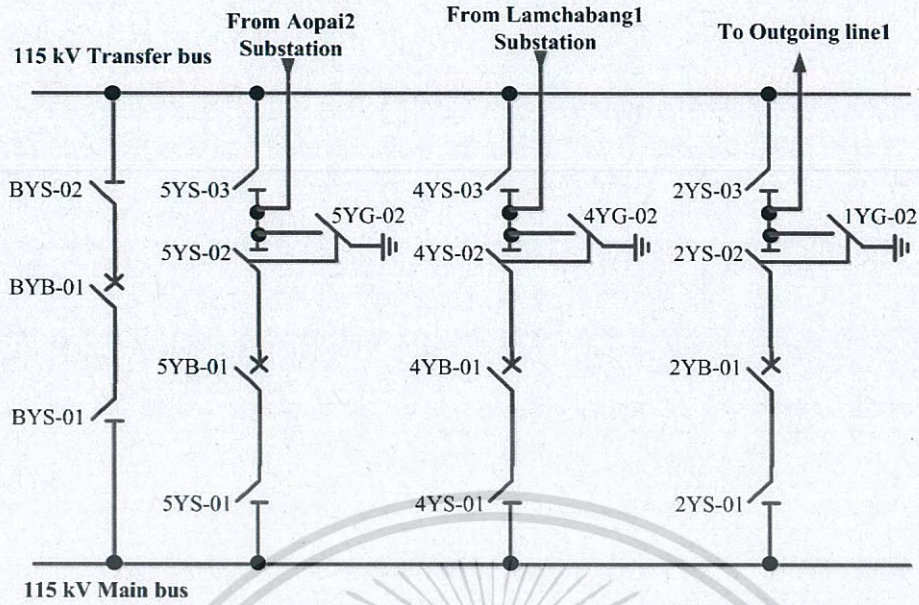 From Aopai2
Substation
From Lamchabang1
Substation
To Outgoing line1
115 kV Transfer bus
BYS-02
5YS-03
4YS-03
2YS-03
5YG-02
4YG-02
1YG-02
5YS-02
4YS-02
2YS-02
BYB-01
5YB-01
4YB-01
2YB-01
BYS-01
5YS-01
4YS-01
2YS-01
115 kV Main bus